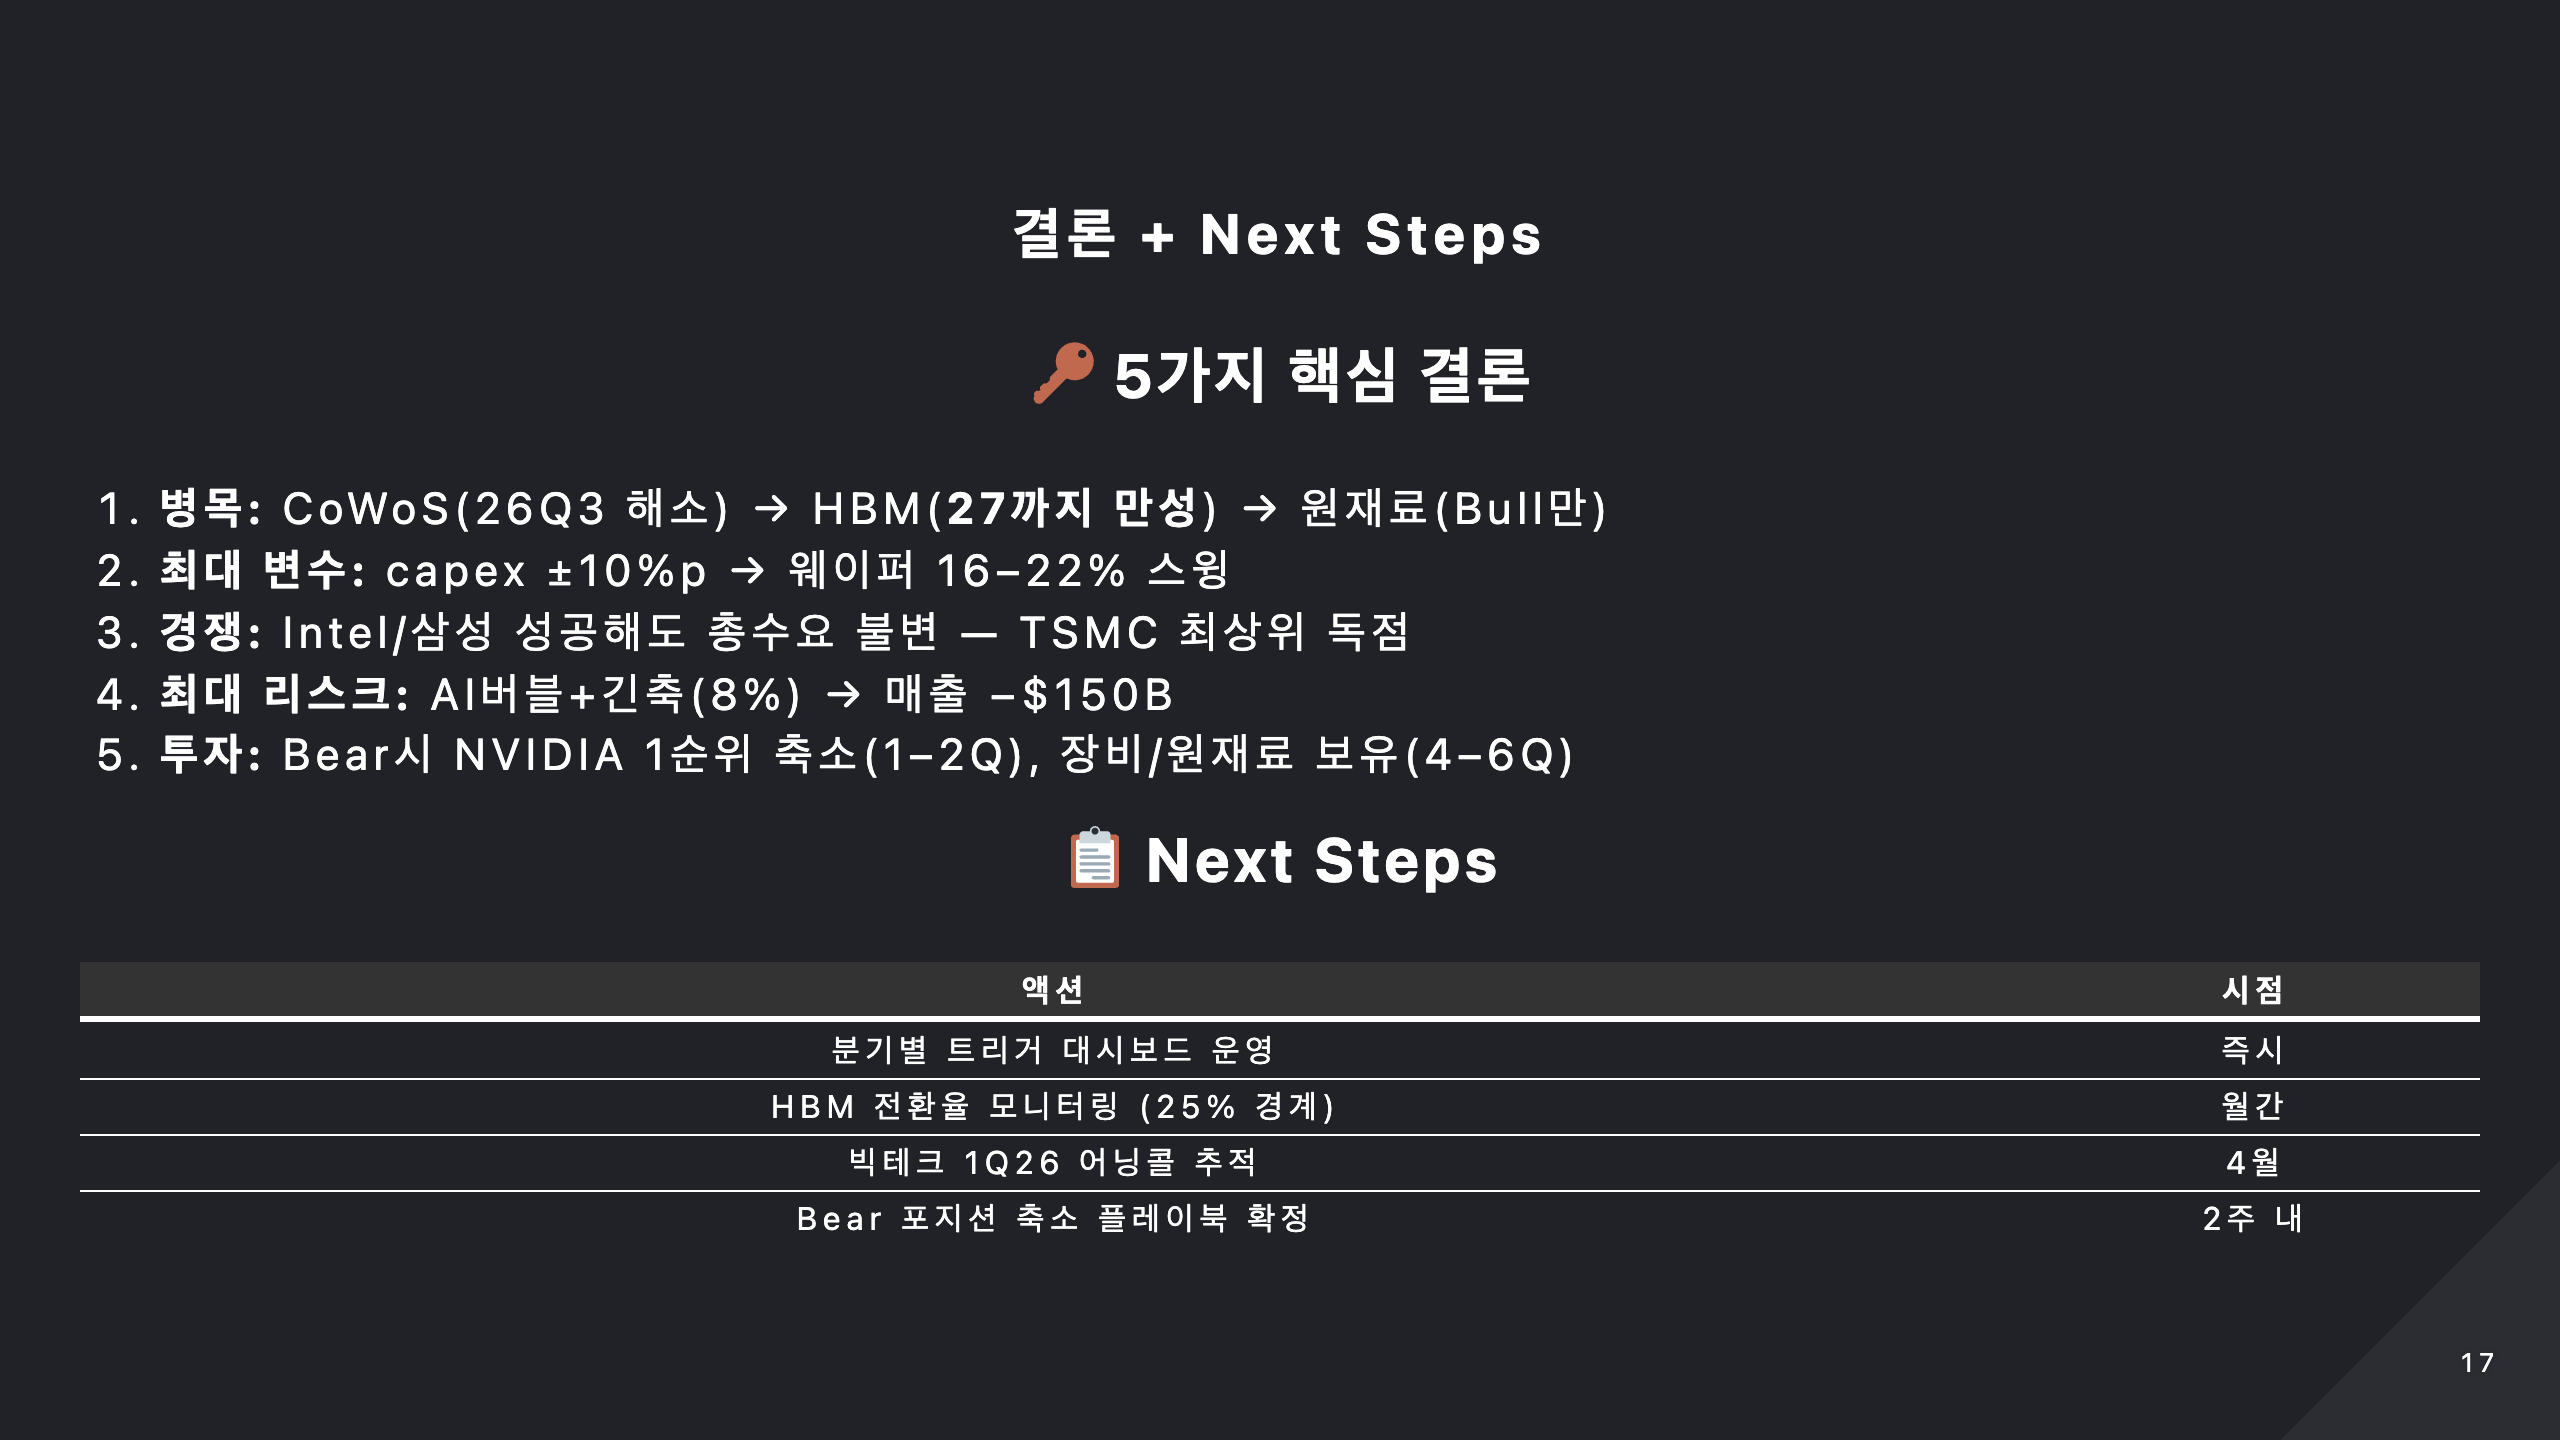 결론 + Next Steps
🔑 5가지 핵심 결론
1. 병목: CoWoS(26Q3 해소) → HBM(27까지 만성) → 원재료(Bull만)
2. 최대 변수: capex ±10%p → 웨이퍼 16–22% 스윙
3. 경쟁: Intel/삼성 성공해도 총수요 불변 — TSMC 최상위 독점
4. 최대 리스크: AI버블+긴축(8%) → 매출 –$150B
5. 투자: Bear시 NVIDIA 1순위 축소(1–2Q), 장비/원재료 보유(4–6Q)
📋 Next Steps
액션 시점
분기별 트리거 대시보드 운영 즉시
HBM 전환율 모니터링 (25% 경계) 월간
빅테크 1Q26 어닝콜 추적 4월
Bear 포지션 축소 플레이북 확정 2주 내
17